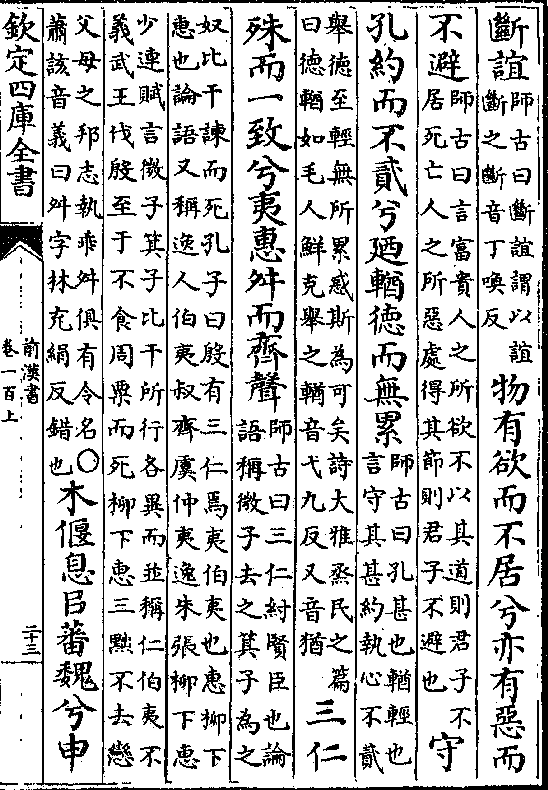 斷誼師古曰斷誼謂以誼斷之斷音丁喚反物有欲而不居兮亦有惡而
不避師古曰言富貴人之所欲不以其道則君子不居死亡人之所惡處得其節則君子不避也守
孔約而不貳兮廼輶德而無累師古曰孔甚也輶輕也言守其甚約執心不貳
舉德至輕無所累惑斯為可矣詩大雅烝民之篇曰德輶如毛人鮮克舉之輶音弋九反又音猶三仁
殊而一致兮夷惠舛而齊聲師古曰三仁紂賢臣也論語稱微子去之箕子為之
奴比干諫而死孔子曰殷有三仁焉夷伯夷也惠柳下惠也論語又稱逸人伯夷叔齊虞仲夷逸朱張柳下惠
少連賦言微子箕子比干所行各異而並稱仁伯夷不義武王伐殷至于不食周粟而死柳下惠三黜不去戀
父母之邦志執乖舛俱有令名○蕭該音義曰舛字林充絹反錯也木偃息㠯蕃魏兮申
欽定四庫全書
前漢書
卷一百上
二十三